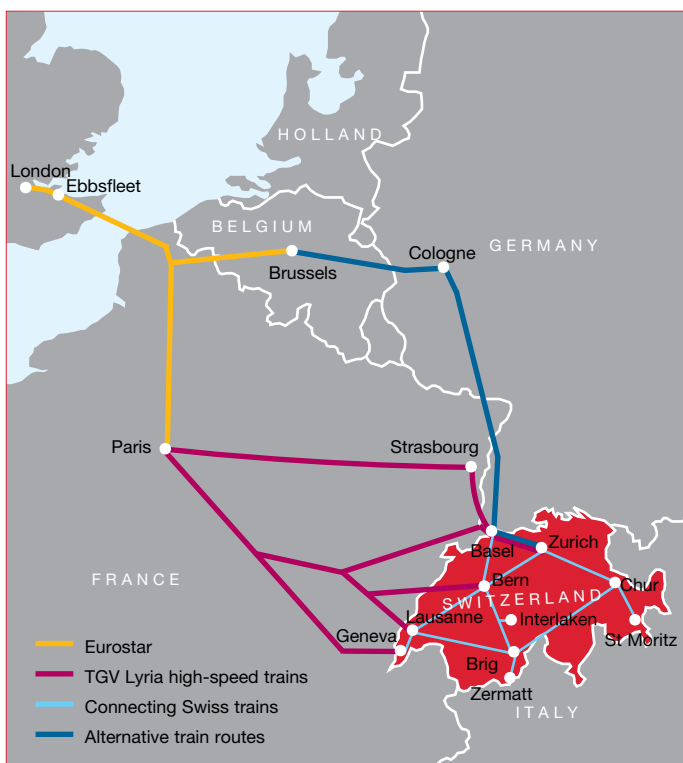 HOLLAND
London
Ebbsfleet
BELGIUM
GERMANY
Cologne
Brussels
Paris
Strasbourg
Basel
Zurich
FRANCE
Bern
Chur
SWITZERLAND
Lausanne
Interlaken
Geneva
St Moritz
Brig
Zermatt
ITALY
Eurostar
TGV Lyria high-speed trains
Connecting Swiss trains
Alternative train routes